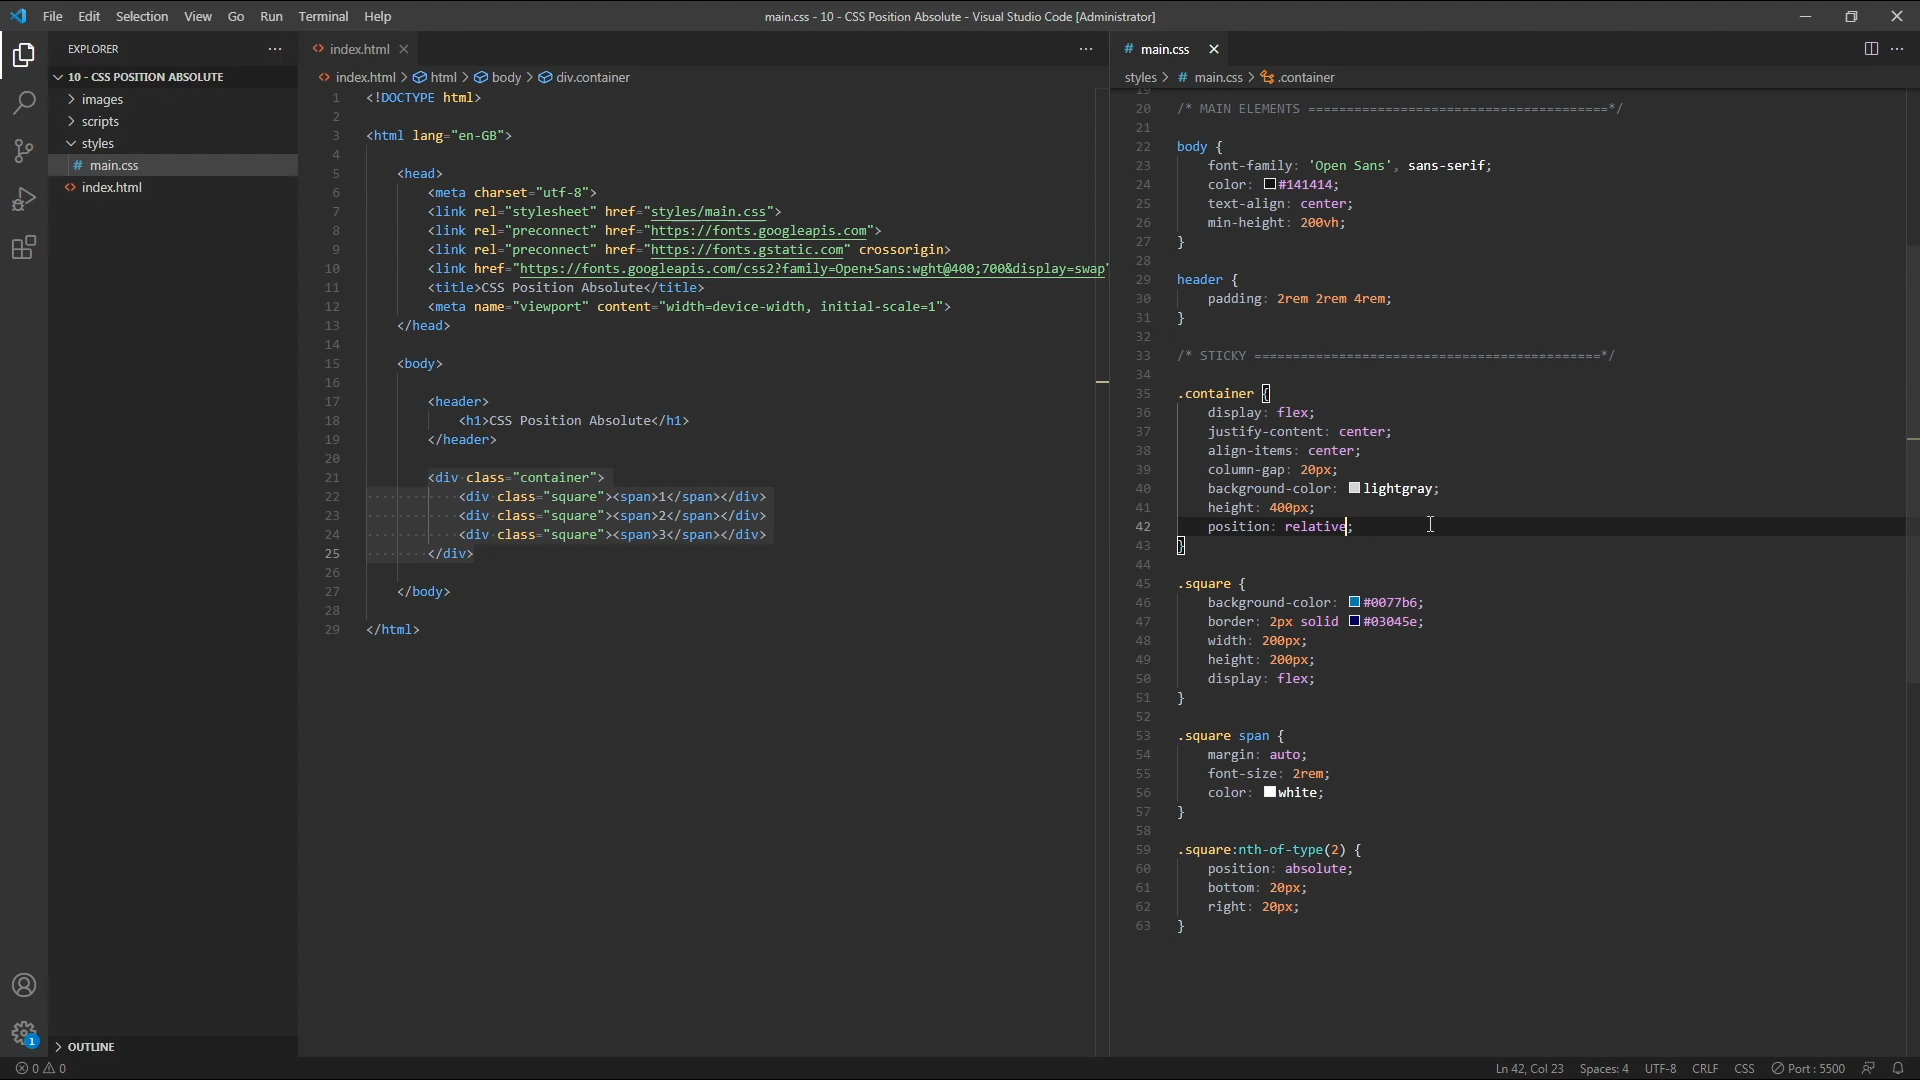 File Edit Selection View Go Run Terminal Help
main.css - 10 - CSS Position Absolute - Visual Studio Code [Administrator]
EXPLORER
10 - CSS POSITION ABSOLUTE
images
scripts
styles
# main.css
index.html
OUTLINE
index.html
index.html > html > body > div.container
1 <!DOCTYPE html>
2
3 <html lang="en-GB">
4
5 <head>
6 <meta charset="utf-8">
7 <link rel="stylesheet" href="styles/main.css">
8 <link rel="preconnect" href="https://fonts.googleapis.com">
9 <link rel="preconnect" href="https://fonts.gstatic.com" crossorigin>
10 <link href="https://fonts.googleapis.com/css2?family=Open+Sans:wght@400;700&display=swap"
11 <title>CSS Position Absolute</title>
12 <meta name="viewport" content="width=device-width, initial-scale=1">
13 </head>
14
15 <body>
16
17 <header>
18 <h1>CSS Position Absolute</h1>
19 </header>
20
21 <div class="container">
22 <div class="square"><span>1</span></div>
23 <div class="square"><span>2</span></div>
24 <div class="square"><span>3</span></div>
25 </div>
26
27 </body>
28
29 </html>
# main.css
styles > # main.css > .container
19
20 /* MAIN ELEMENTS =======================================*/
21
22 body {
23 font-family: 'Open Sans', sans-serif;
24 color: #141414;
25 text-align: center;
26 min-height: 200vh;
27 }
28
29 header {
30 padding: 2rem 2rem 4rem;
31 }
32
33 /* STICKY =============================================*/
34
35 .container {
36 display: flex;
37 justify-content: center;
38 align-items: center;
39 column-gap: 20px;
40 background-color: lightgray;
41 height: 400px;
42 position: relative;
43 }
44
45 .square {
46 background-color: #0077b6;
47 border: 2px solid #03045e;
48 width: 200px;
49 height: 200px;
50 display: flex;
51 }
52
53 .square span {
54 margin: auto;
55 font-size: 2rem;
56 color: white;
57 }
58
59 .square:nth-of-type(2) {
60 position: absolute;
61 bottom: 20px;
62 right: 20px;
63 }
1
0 0
Ln 42, Col 23 Spaces: 4 UTF-8 CRLF CSS Port : 5500